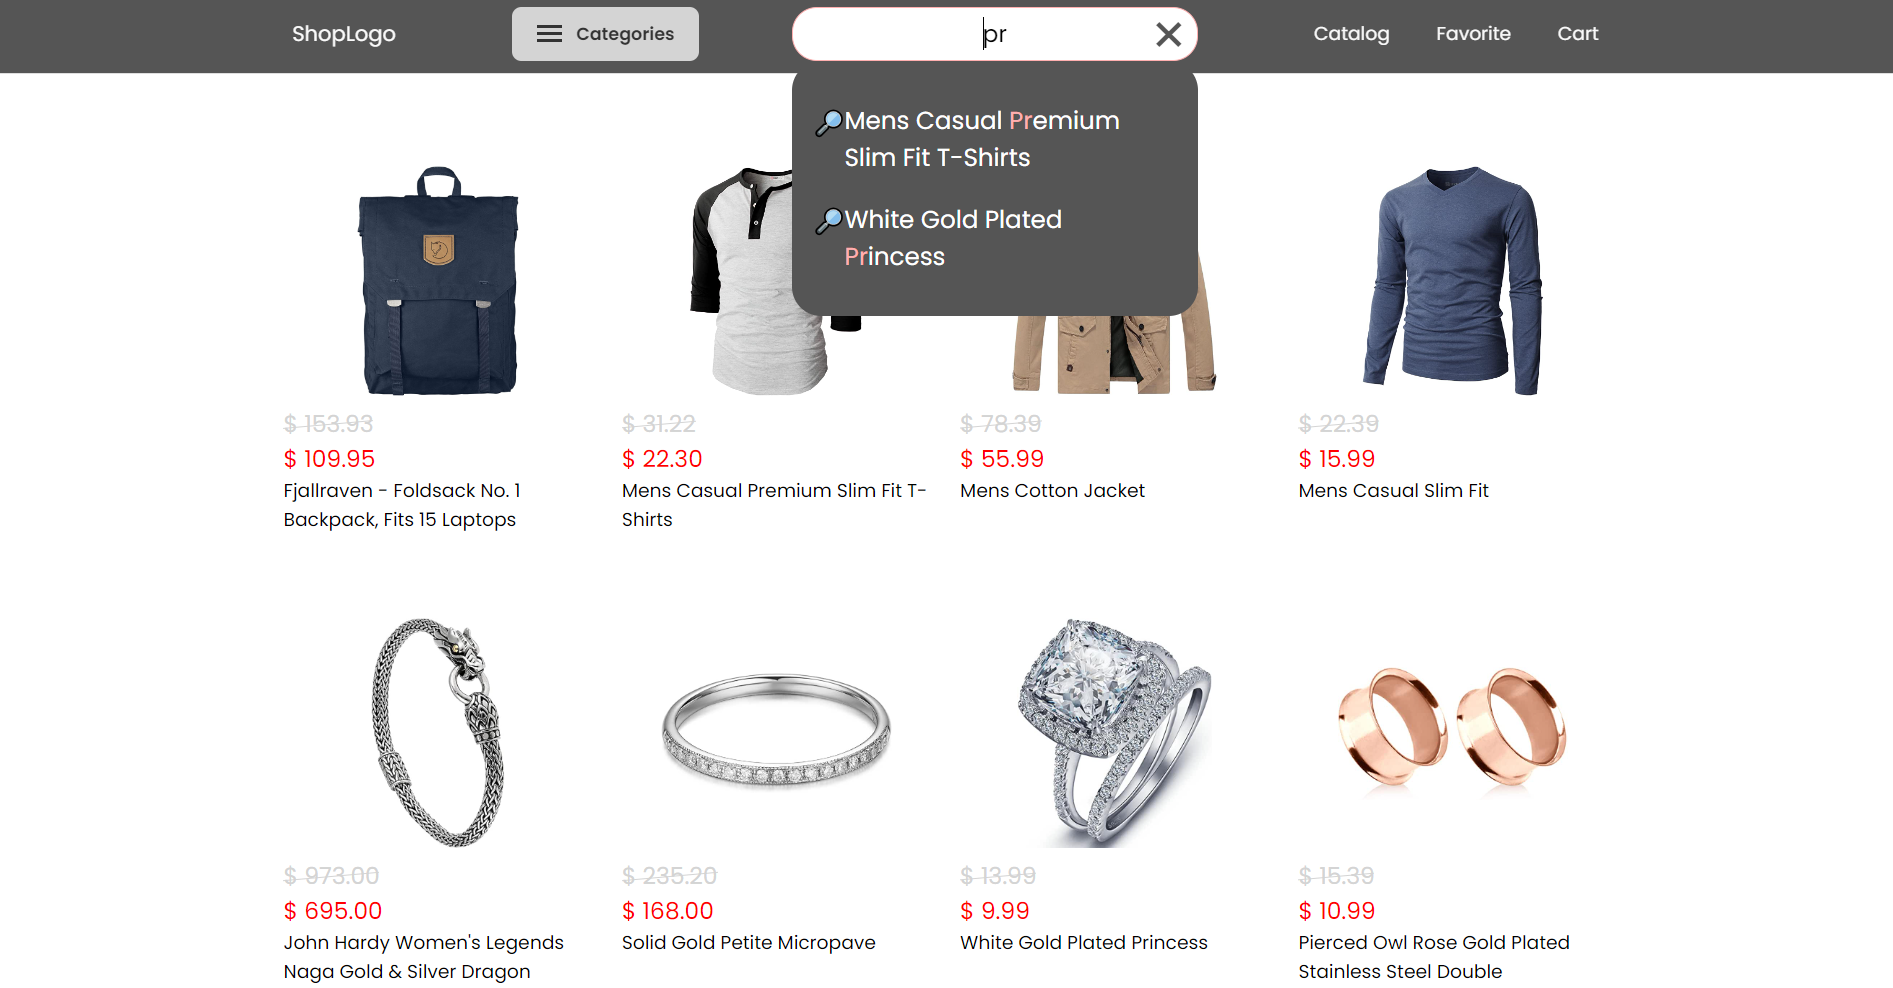 ShopLogo
Categories
pr
Catalog
Favorite
Cart
Mens Casual Premium
Slim Fit T-Shirts
White Gold Plated
Princess
$ 153.93
$ 109.95
Fjallraven - Foldsack No. 1
Backpack, Fits 15 Laptops
$ 31.22
$ 22.30
Mens Casual Premium Slim Fit T-
Shirts
$ 78.39
$ 55.99
Mens Cotton Jacket
$ 22.39
$ 15.99
Mens Casual Slim Fit
$ 973.00
$ 695.00
John Hardy Women's Legends
Naga Gold & Silver Dragon
$ 235.20
$ 168.00
Solid Gold Petite Micropave
$ 13.99
$ 9.99
White Gold Plated Princess
$ 15.39
$ 10.99
Pierced Owl Rose Gold Plated
Stainless Steel Double